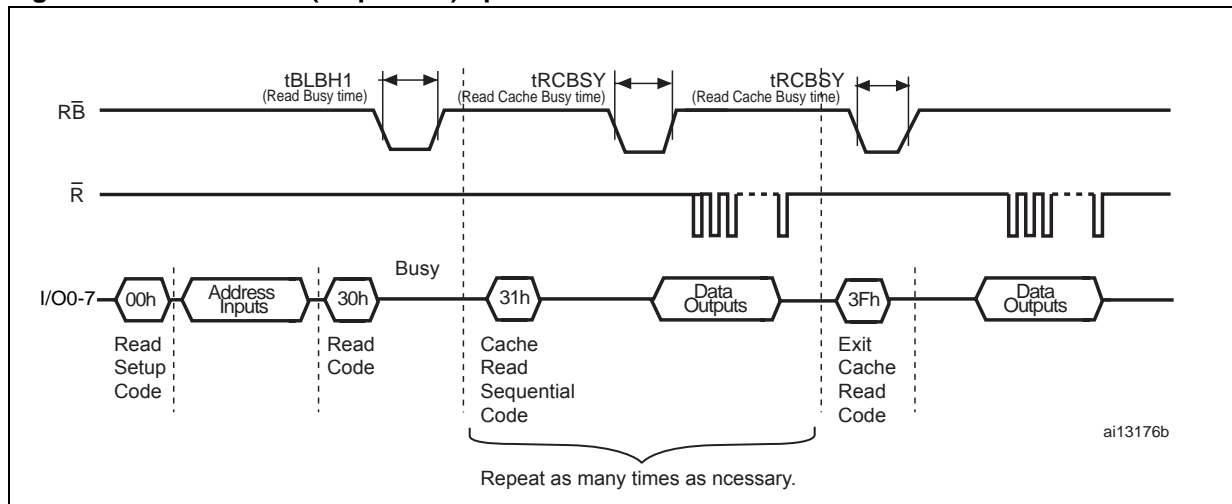 tBLBH1
(Read Busy time)
tRCBSY
(Read Cache Busy time)
tRCBSY
(Read Cache Busy time)
RB̅
R̅
Busy
I/O0-7
00h
Address
Inputs
30h
31h
Data
Outputs
3Fh
Data
Outputs
Read
Setup
Code
Read
Code
Cache
Read
Sequential
Code
Exit
Cache
Read
Code
ai13176b
Repeat as many times as ncessary.